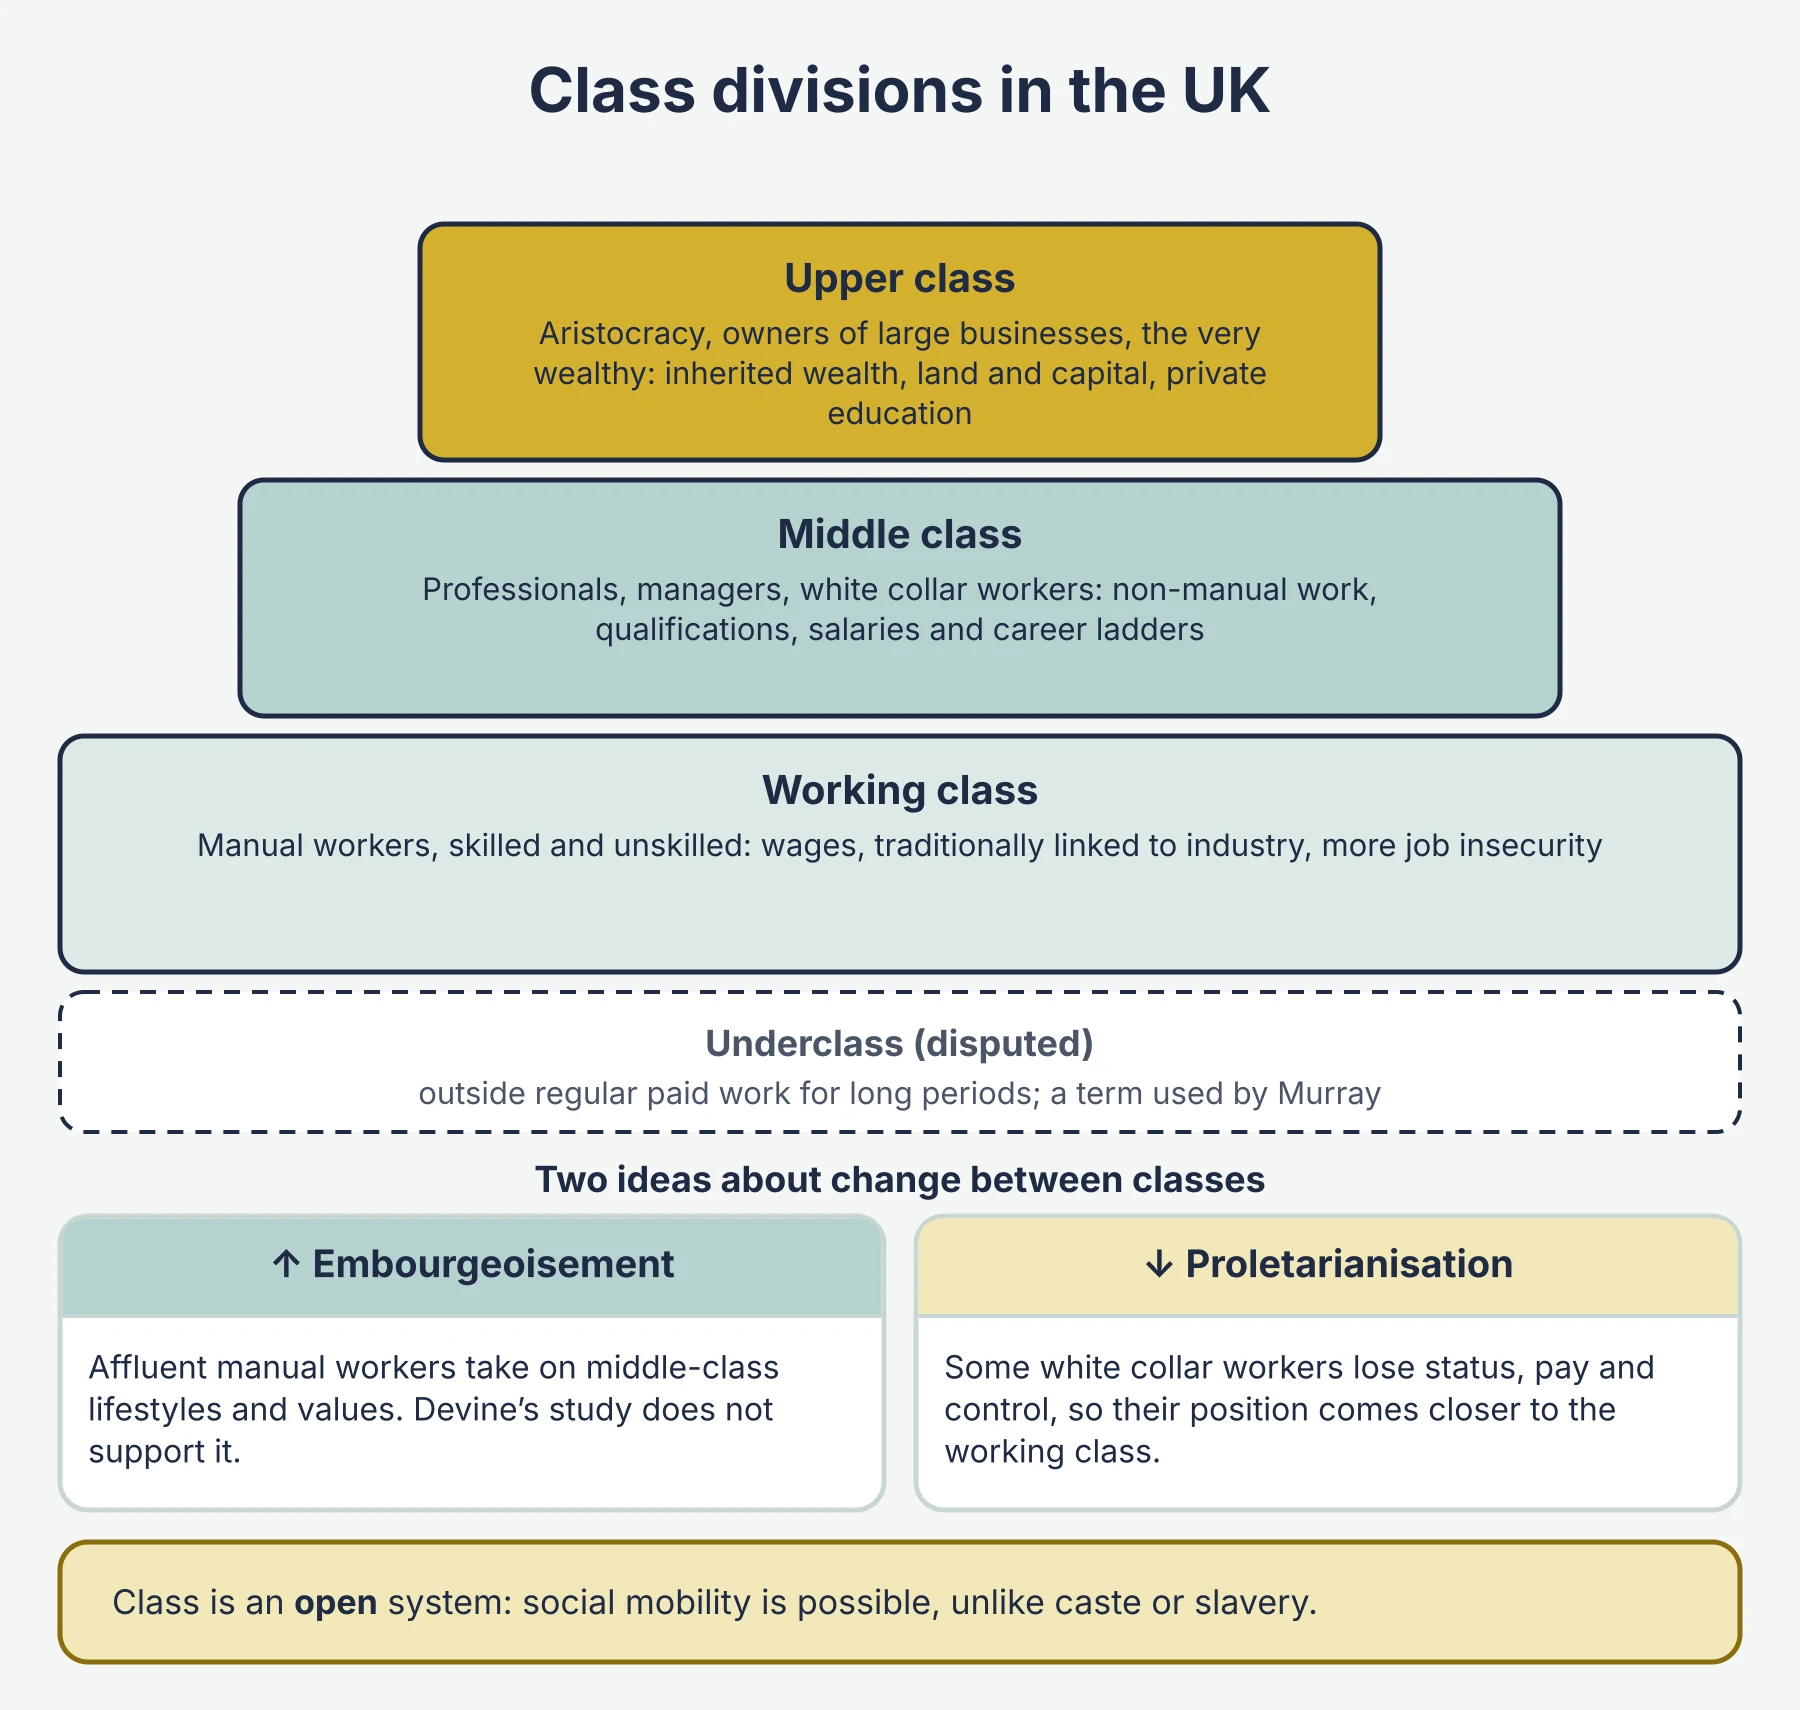 Class divisions in the UK
Upper class
Aristocracy, owners of large businesses, the very
wealthy: inherited wealth, land and capital, private
education
Middle class
Professionals, managers, white collar workers: non-manual work,
qualifications, salaries and career ladders
Working class
Manual workers, skilled and unskilled: wages, traditionally linked to industry, more job insecurity
Underclass (disputed)
outside regular paid work for long periods; a term used by Murray
Two ideas about change between classes
↑ Embourgeoisement
Affluent manual workers take on middle-class
lifestyles and values. Devine’s study does not
support it.
↓ Proletarianisation
Some white collar workers lose status, pay and
control, so their position comes closer to the
working class.
Class is an open system: social mobility is possible, unlike caste or slavery.